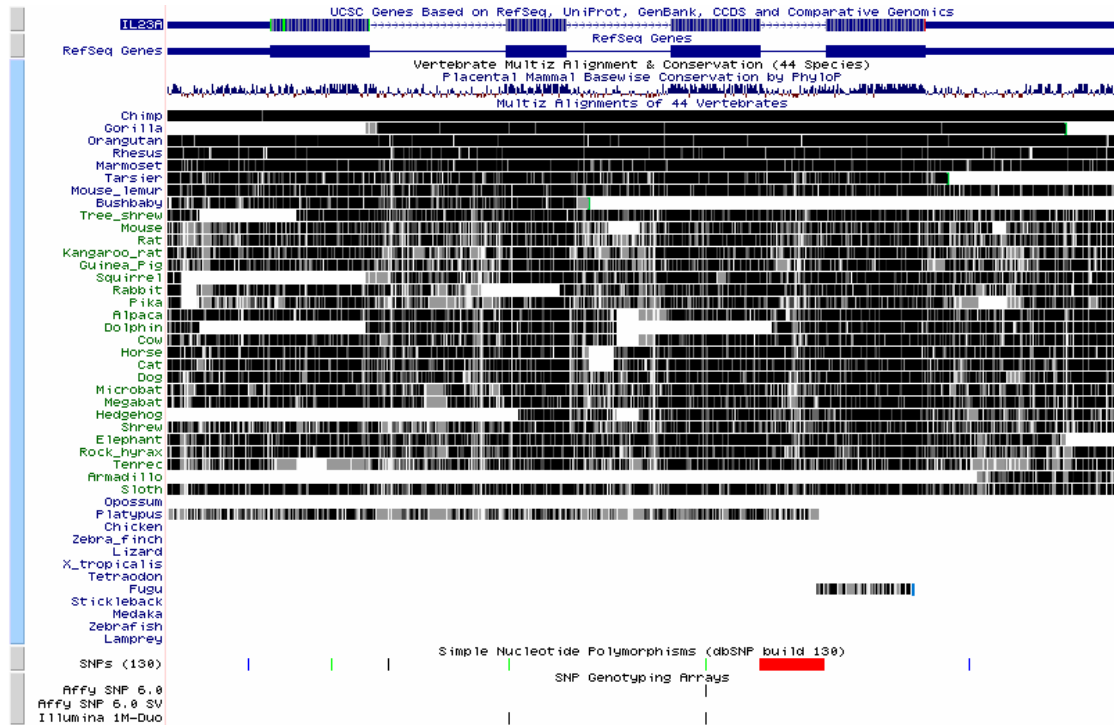 UCSC Genes Based on RefSeq, UniProt, GenBank, CCDS and Comparative Genomics
IL23A
RefSeq Genes
RefSeq Genes
Vertebrate Multiz Alignment & Conservation (44 Species)
Placental Mammal Basewise Conservation by PhyloP
Multiz Alignments of 44 Vertebrates
Chimp
Gorilla
Orangutan
Rhesus
Marmoset
Tarsier
Mouse_lemur
Bushbaby
Tree_shrew
Mouse
Rat
Kangaroo_rat
Guinea_Pig
Squirrel
Rabbit
Pika
Alpaca
Dolphin
Cow
Horse
Cat
Dog
Microbat
Megabat
Hedgehog
Shrew
Elephant
Rock_hyrax
Tenrec
Armadillo
Sloth
Opossum
Platypus
Chicken
Zebra_finch
Lizard
X_tropicalis
Tetraodon
Fugu
Stickleback
Medaka
Zebrafish
Lamprey
Simple Nucleotide Polymorphisms (dbSNP build 130)
SNPs (130)
SNP Genotyping Arrays
Affy SNP 6.0
Affy SNP 6.0 SV
Illumina 1M-Duo